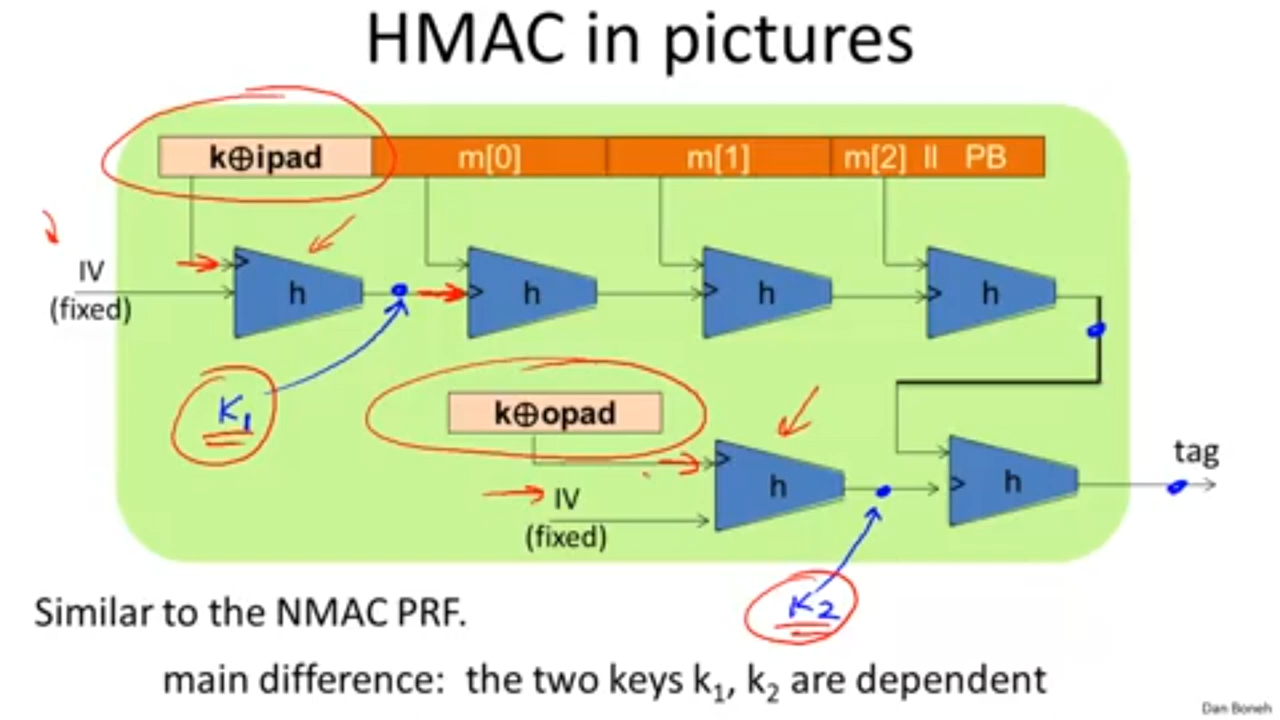 HMAC in pictures
k⊕ipad m[0] m[1] m[2] ll PB
>
IV
(fixed)
h > h > h > h
K₁
k⊕opad
>
IV
(fixed)
h > h
tag
K₂
Similar to the NMAC PRF.
main difference: the two keys k₁, k₂ are dependent
Dan Boneh